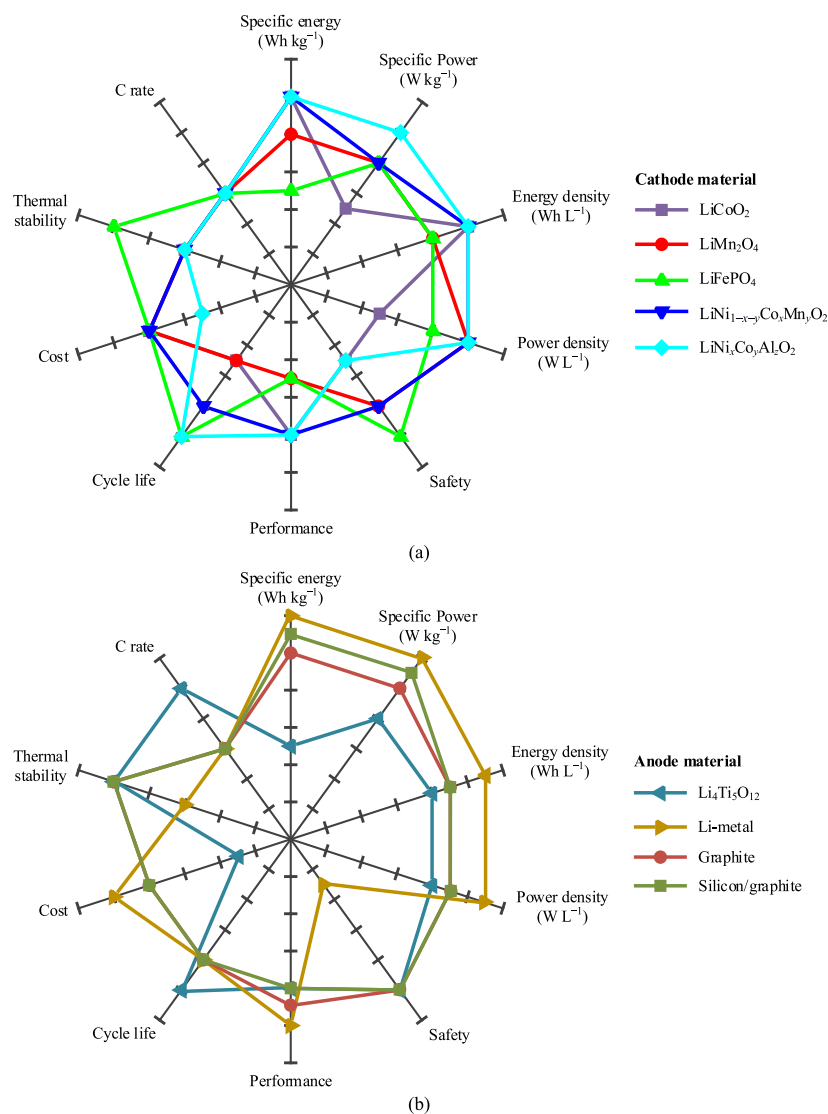 Specific energy
(Wh kg⁻¹)
Specific Power
(W kg⁻¹)
C rate
Energy density
(Wh L⁻¹)
Thermal
stability
Power density
(W L⁻¹)
Cost
Cycle life
Safety
Performance
Cathode material
LiCoO₂
LiMn₂O₄
LiFePO₄
LiNi₁₋ₓ₋ᵧCoₓMnᵧO₂
LiNiₓCoᵧAl_zO₂
(a)
Specific energy
(Wh kg⁻¹)
Specific Power
(W kg⁻¹)
C rate
Energy density
(Wh L⁻¹)
Thermal
stability
Power density
(W L⁻¹)
Cost
Cycle life
Safety
Performance
Anode material
Li₄Ti₅O₁₂
Li-metal
Graphite
Silicon/graphite
(b)